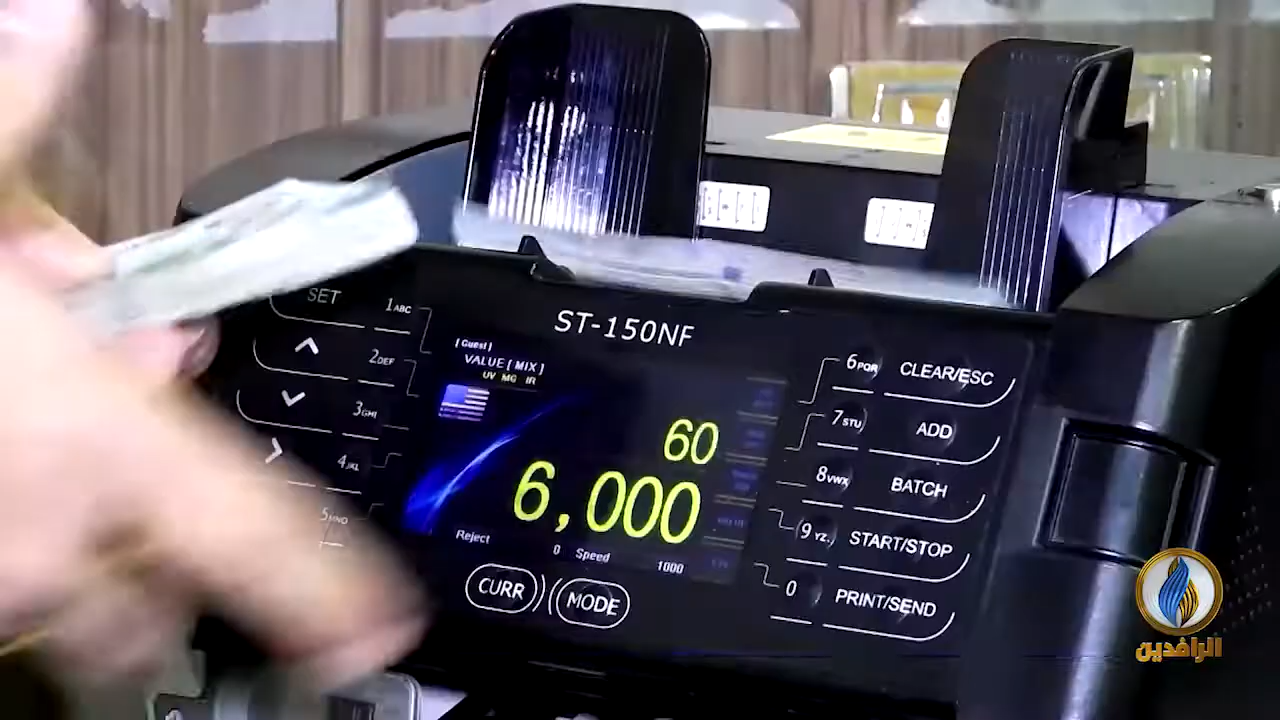 ST-150NF
SET
1ABC
2DEF
3GHI
4JKL
5MNO
[ Guest ]
VALUE [ MIX ]
UV MG IR
60
6,000
Reject 0 Speed 1000
CURR
MODE
6PQR CLEAR/ESC
7STU ADD
8VWX BATCH
9YZ. START/STOP
0 PRINT/SEND
الرافدين